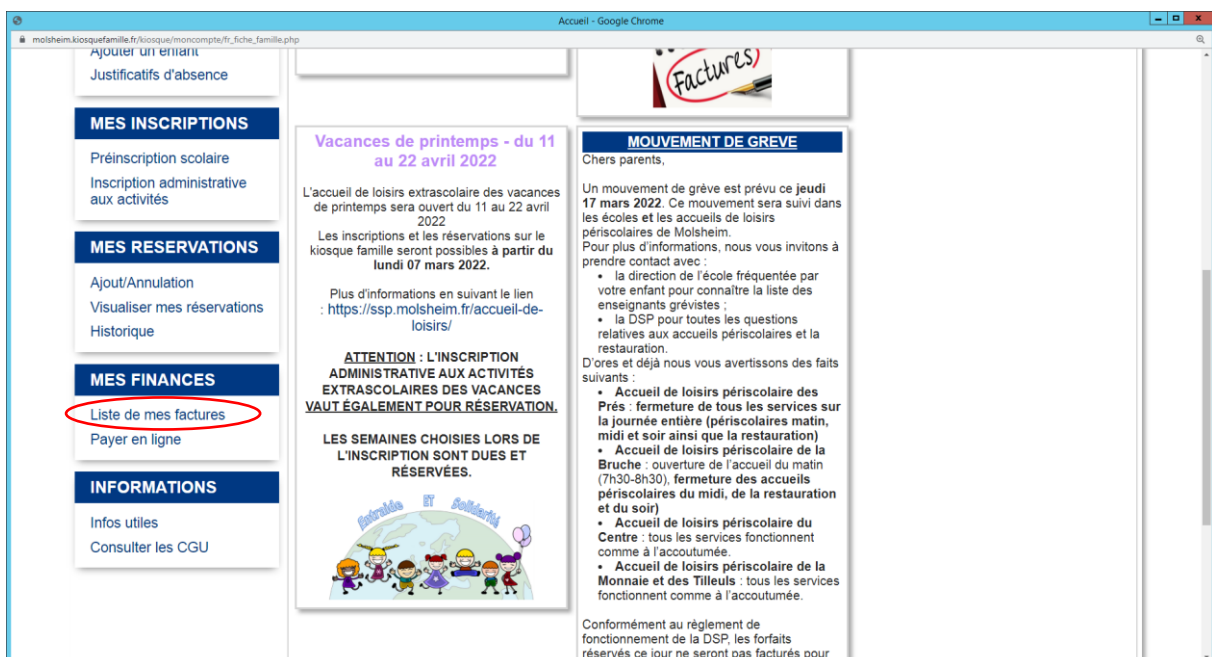 Accueil - Google Chrome
molsheim.kiosquefamille.fr/kiosque/moncompte/fr_fiche_famille.php
Ajouter un enfant
Justificatifs d'absence
MES INSCRIPTIONS
Préinscription scolaire
Inscription administrative
aux activités
MES RESERVATIONS
Ajout/Annulation
Visualiser mes réservations
Historique
MES FINANCES
Liste de mes factures
Payer en ligne
INFORMATIONS
Infos utiles
Consulter les CGU
Vacances de printemps - du 11
au 22 avril 2022
L'accueil de loisirs extrascolaire des vacances
de printemps sera ouvert du 11 au 22 avril
2022
Les inscriptions et les réservations sur le
kiosque famille seront possibles à partir du
lundi 07 mars 2022.
Plus d'informations en suivant le lien
: https://ssp.molsheim.fr/accueil-de-
loisirs/
ATTENTION : L'INSCRIPTION
ADMINISTRATIVE AUX ACTIVITÉS
EXTRASCOLAIRES DES VACANCES
VAUT ÉGALEMENT POUR RÉSERVATION.
LES SEMAINES CHOISIES LORS DE
L'INSCRIPTION SONT DUES ET
RÉSERVÉES.
Entraide ET Solidarité
Factures
MOUVEMENT DE GREVE
Chers parents,
Un mouvement de grève est prévu ce jeudi
17 mars 2022. Ce mouvement sera suivi dans
les écoles et les accueils de loisirs
périscolaires de Molsheim.
Pour plus d'informations, nous vous invitons à
prendre contact avec :
• la direction de l'école fréquentée par
votre enfant pour connaître la liste des
enseignants grévistes ;
• la DSP pour toutes les questions
relatives aux accueils périscolaires et la
restauration.
D'ores et déjà nous vous avertissons des faits
suivants :
• Accueil de loisirs périscolaire des
Prés : fermeture de tous les services sur
la journée entière (périscolaires matin,
midi et soir ainsi que la restauration)
• Accueil de loisirs périscolaire de la
Bruche : ouverture de l'accueil du matin
(7h30-8h30), fermeture des accueils
périscolaires du midi, de la restauration
et du soir)
• Accueil de loisirs périscolaire du
Centre : tous les services fonctionnent
comme à l'accoutumée.
• Accueil de loisirs périscolaire de la
Monnaie et des Tilleuls : tous les services
fonctionnent comme à l'accoutumée.
Conformément au règlement de
fonctionnement de la DSP, les forfaits
réservés ce jour ne seront pas facturés pour